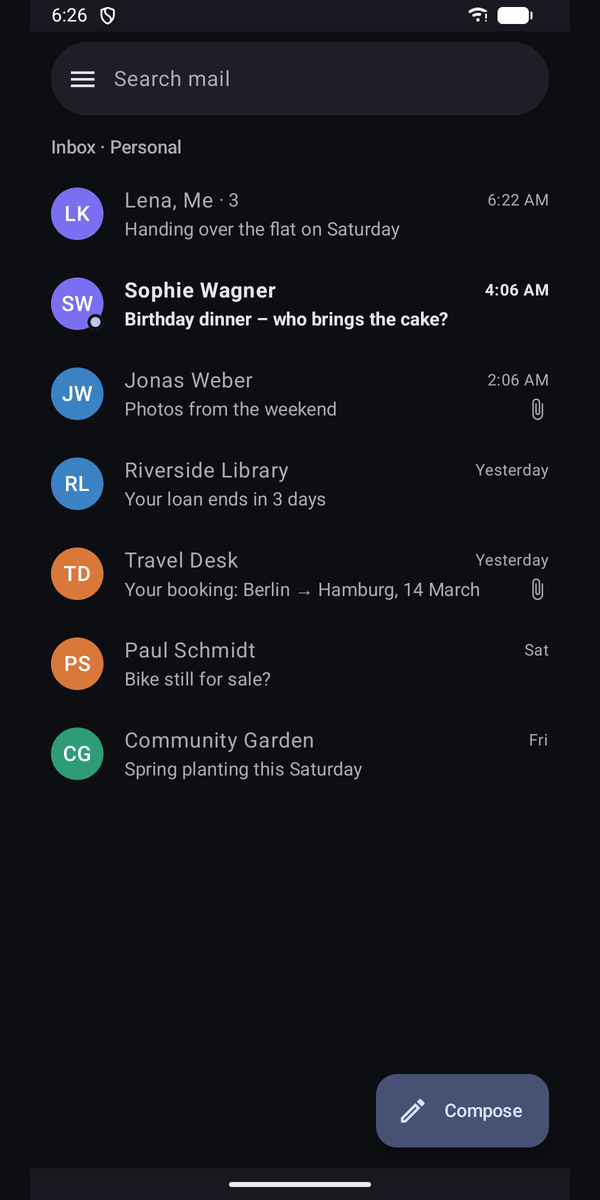 6:26
Search mail
Inbox · Personal
LK
Lena, Me · 3
6:22 AM
Handing over the flat on Saturday
SW
Sophie Wagner
4:06 AM
Birthday dinner – who brings the cake?
JW
Jonas Weber
2:06 AM
Photos from the weekend
RL
Riverside Library
Yesterday
Your loan ends in 3 days
TD
Travel Desk
Yesterday
Your booking: Berlin → Hamburg, 14 March
PS
Paul Schmidt
Sat
Bike still for sale?
CG
Community Garden
Fri
Spring planting this Saturday
Compose